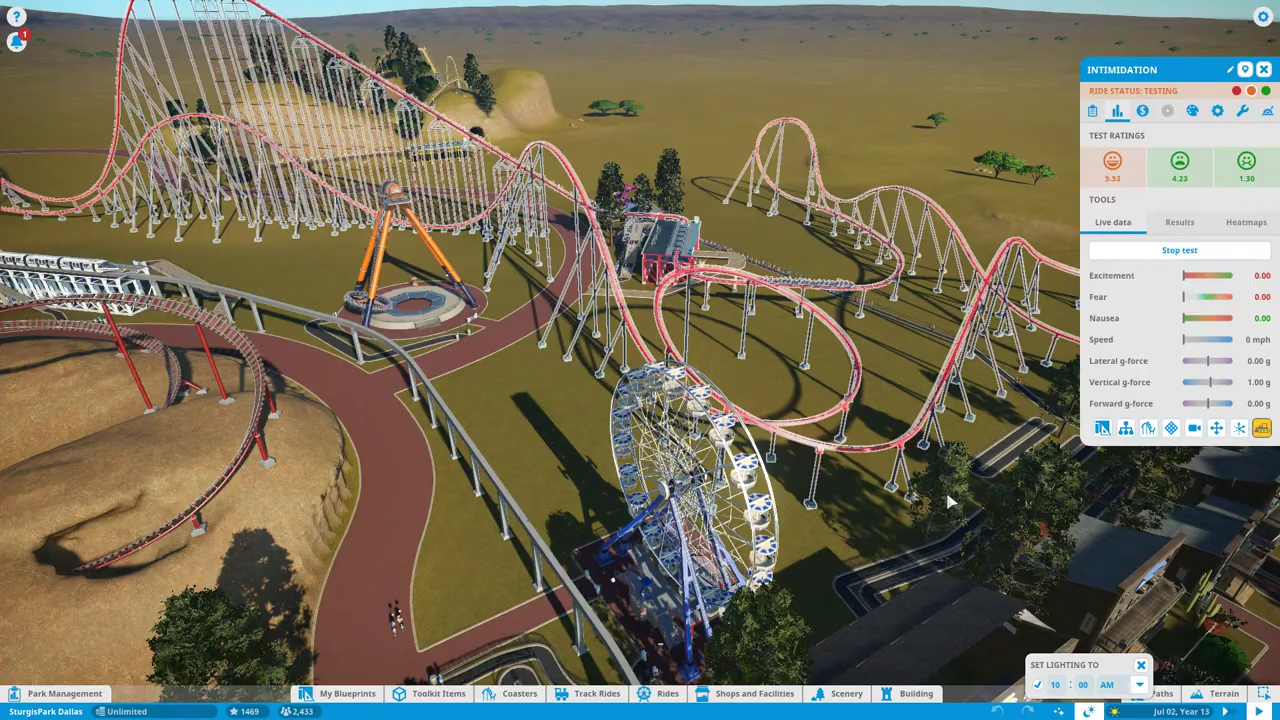 ?
1
INTIMIDATION
RIDE STATUS: TESTING
TEST RATINGS
5.53 4.23 1.30
TOOLS
Live data Results Heatmaps
Stop test
Excitement 0.00
Fear 0.00
Nausea 0.00
Speed 0 mph
Lateral g-force 0.00 g
Vertical g-force 1.00 g
Forward g-force 0.00 g
SET LIGHTING TO
10 : 00 AM
Park Management My Blueprints Toolkit Items Coasters Track Rides Rides Shops and Facilities Scenery Building Paths Terrain
SturgisPark Dallas Unlimited 1469 2,433 Jul 02, Year 13